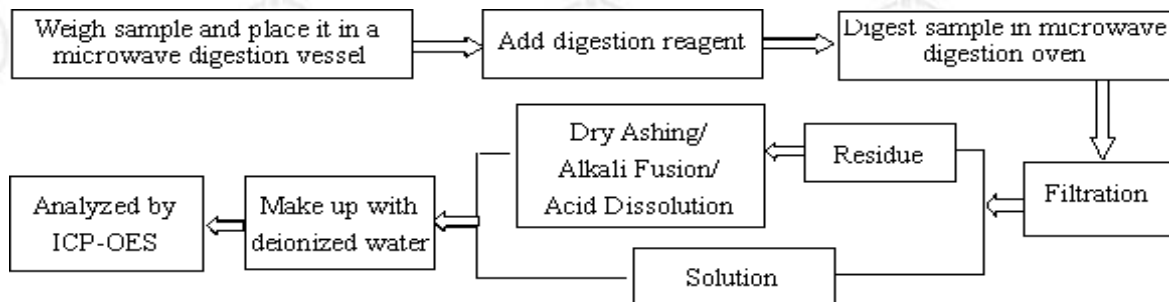 Weigh sample and place it in a
microwave digestion vessel
Add digestion reagent
Digest sample in microwave
digestion oven
Filtration
Residue
Solution
Dry Ashing/
Alkali Fusion/
Acid Dissolution
Make up with
deionized water
Analyzed by
ICP-OES